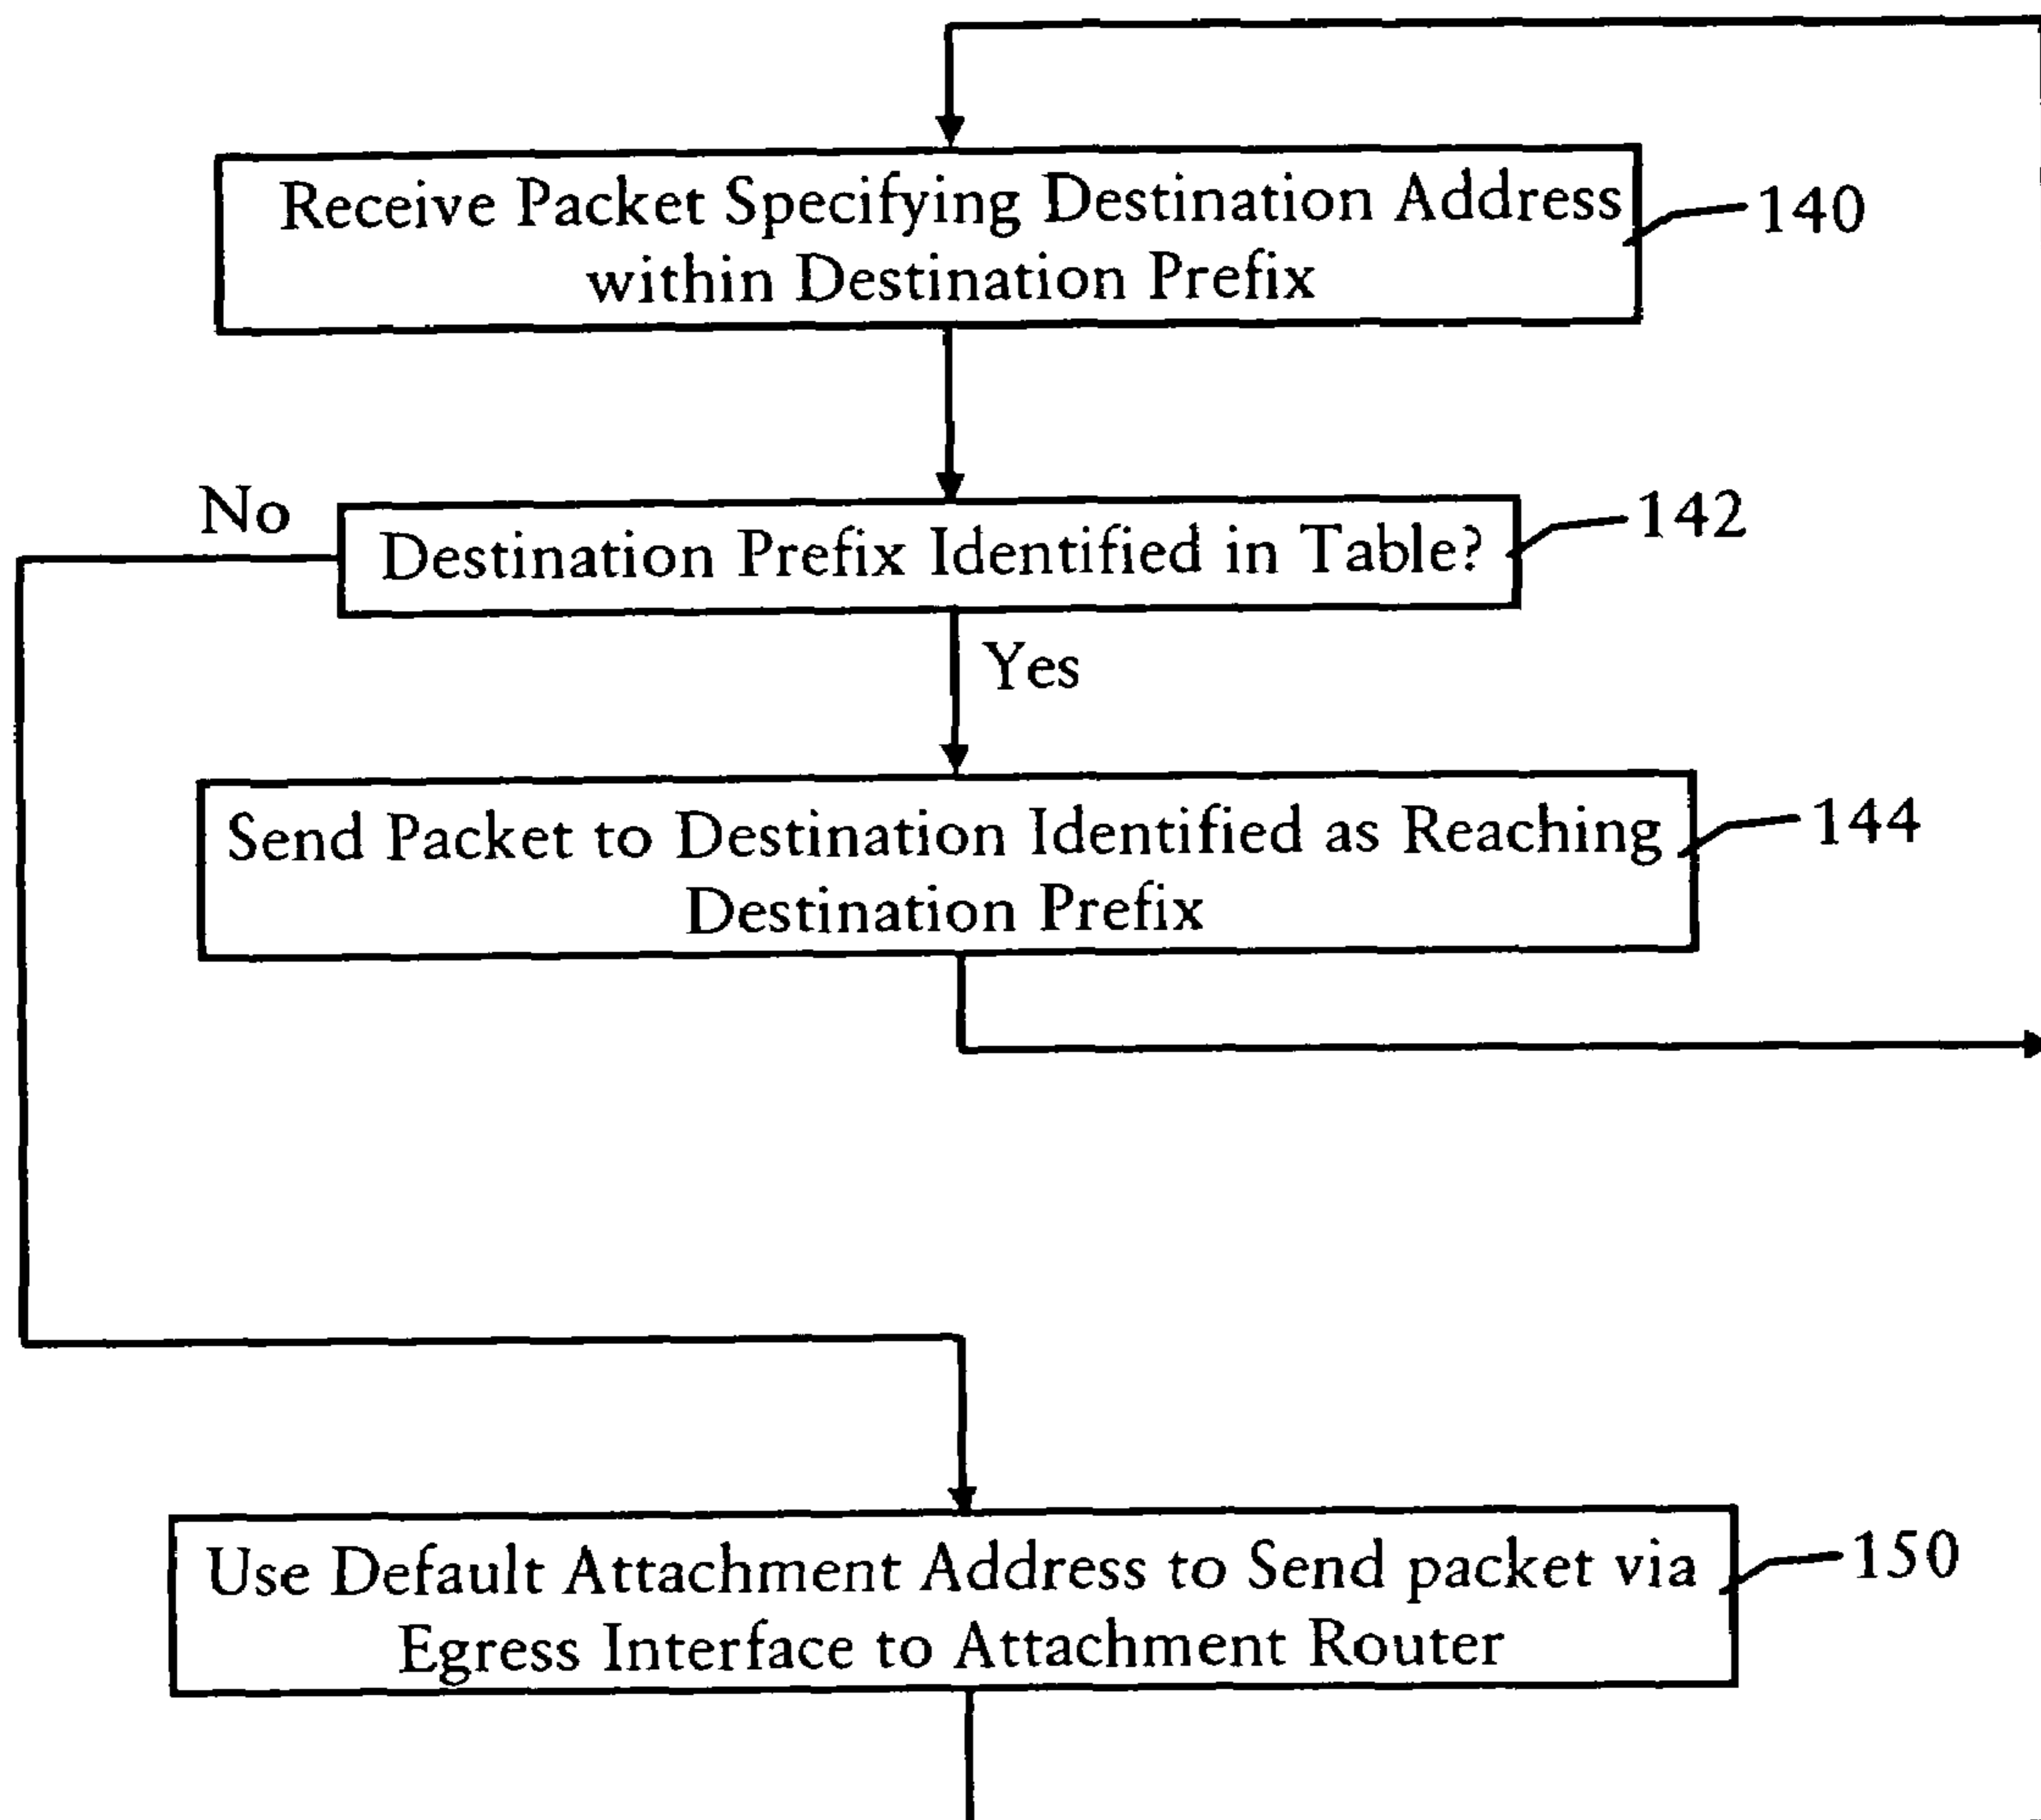 Receive Packet Specifying Destination Address
within Destination Prefix
140
No
Destination Prefix Identified in Table?
142
Yes
Send Packet to Destination Identified as Reaching
Destination Prefix
144
Use Default Attachment Address to Send packet via
Egress Interface to Attachment Router
150